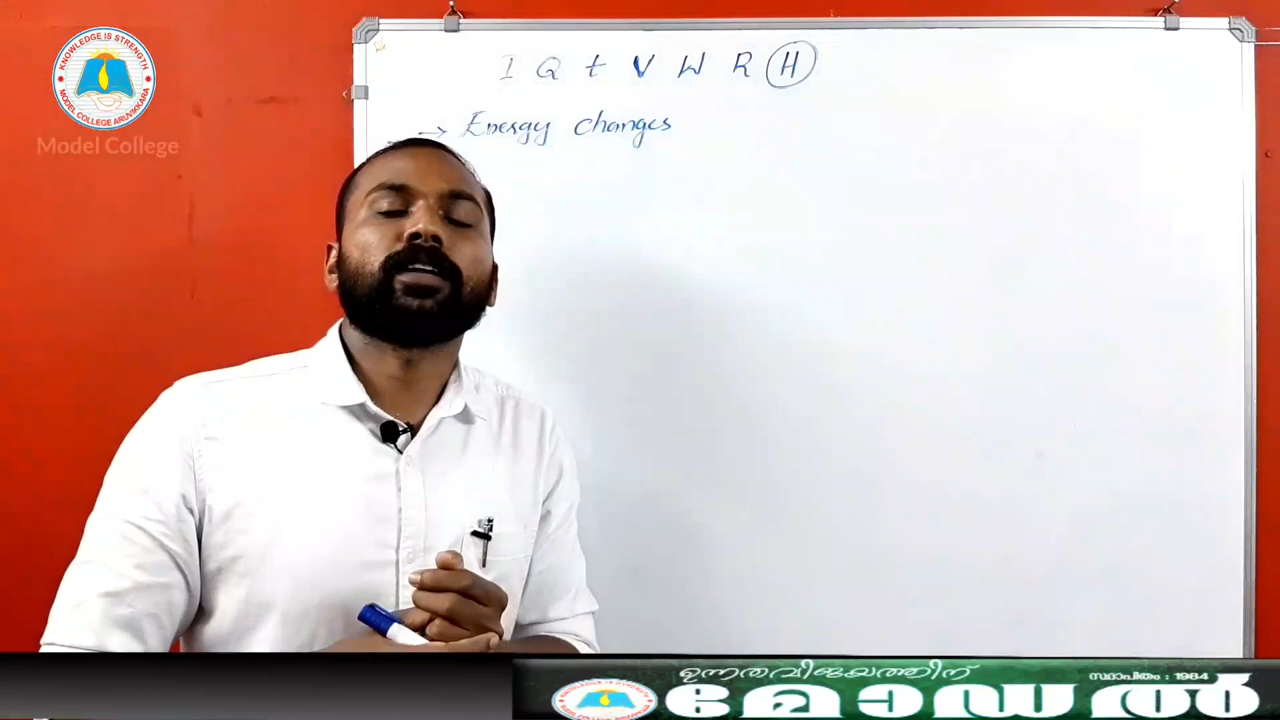 KNOWLEDGE IS STRENGTH
MODEL COLLEGE ARUVIKKARA
Model College
I Q t V W R H
→ Energy changes
ഉന്നതവിജയത്തിന്
സ്ഥാപിതം : 1984
മോഡൽ